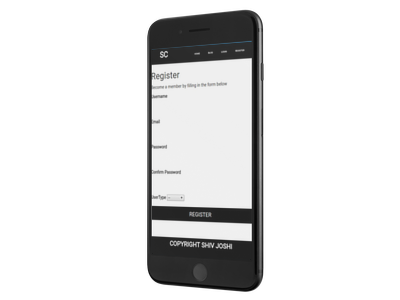 SC
HOME BLOG LOGIN REGISTER
Register
Become a member by filling in the form below
Username
Email
Password
Confirm Password
UserType
REGISTER
COPYRIGHT SHIV JOSHI